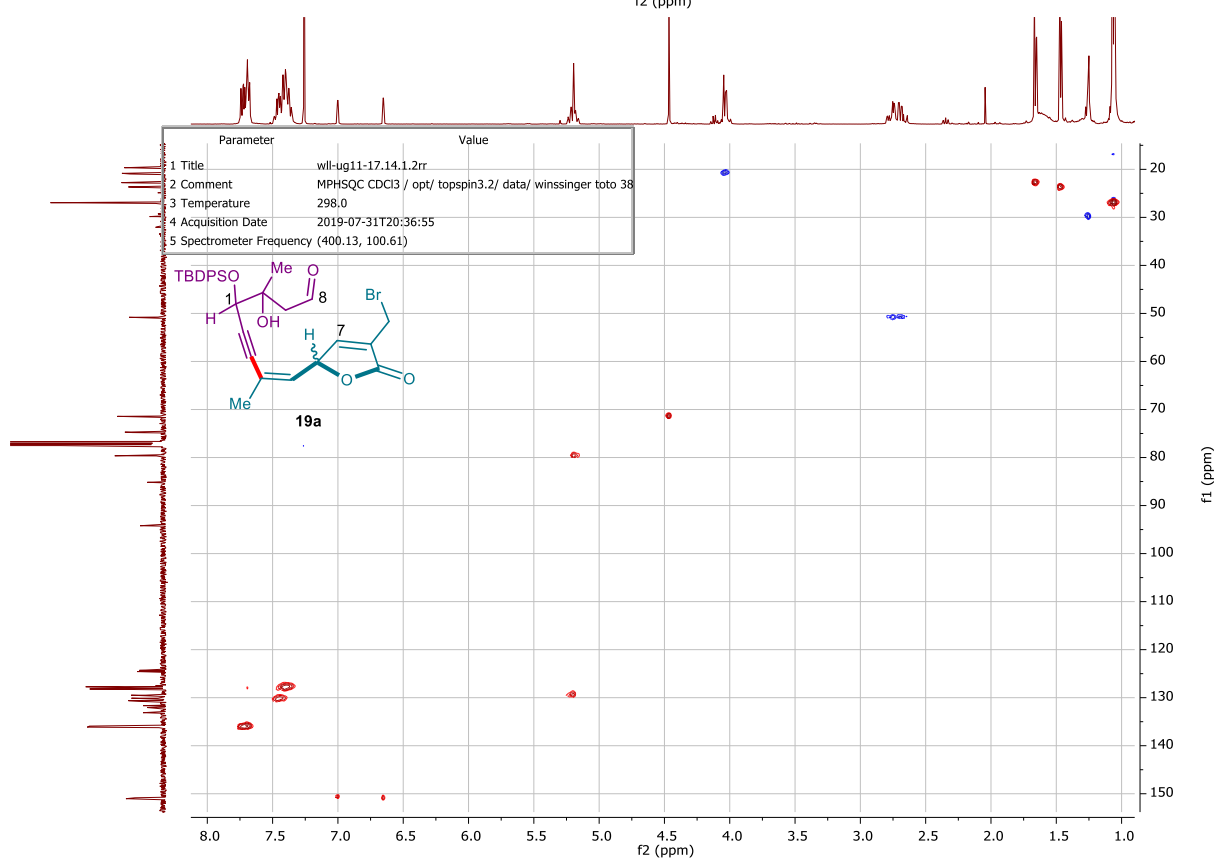 f2 (ppm)
Parameter Value
1 Title wll-ug11-17.14.1.2rr
2 Comment MPHSQC CDCl3 / opt/ topspin3.2/ data/ winssinger toto 38
3 Temperature 298.0
4 Acquisition Date 2019-07-31T20:36:55
5 Spectrometer Frequency (400.13, 100.61)
TBDPSO
Me
O
1
8
H
OH
Br
H
7
O
O
Me
19a
20
30
40
50
60
70
80
90
100
110
120
130
140
150
f1 (ppm)
8.0 7.5 7.0 6.5 6.0 5.5 5.0 4.5 4.0 3.5 3.0 2.5 2.0 1.5 1.0
f2 (ppm)